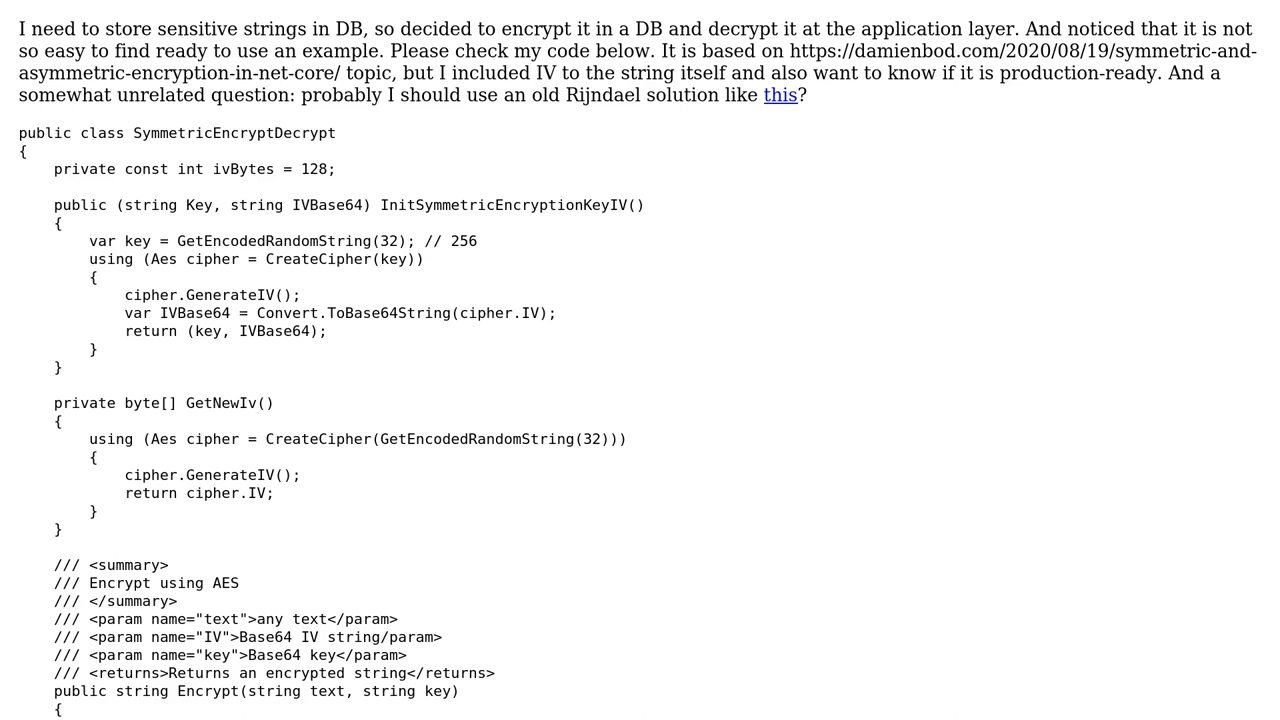 I need to store sensitive strings in DB, so decided to encrypt it in a DB and decrypt it at the application layer. And noticed that it is not
so easy to find ready to use an example. Please check my code below. It is based on https://damienbod.com/2020/08/19/symmetric-and-
asymmetric-encryption-in-net-core/ topic, but I included IV to the string itself and also want to know if it is production-ready. And a
somewhat unrelated question: probably I should use an old Rijndael solution like this?
public class SymmetricEncryptDecrypt
{
    private const int ivBytes = 128;

    public (string Key, string IVBase64) InitSymmetricEncryptionKeyIV()
    {
        var key = GetEncodedRandomString(32); // 256
        using (Aes cipher = CreateCipher(key))
        {
            cipher.GenerateIV();
            var IVBase64 = Convert.ToBase64String(cipher.IV);
            return (key, IVBase64);
        }
    }

    private byte[] GetNewIv()
    {
        using (Aes cipher = CreateCipher(GetEncodedRandomString(32)))
        {
            cipher.GenerateIV();
            return cipher.IV;
        }
    }

    /// <summary>
    /// Encrypt using AES
    /// </summary>
    /// <param name="text">any text</param>
    /// <param name="IV">Base64 IV string/param>
    /// <param name="key">Base64 key</param>
    /// <returns>Returns an encrypted string</returns>
    public string Encrypt(string text, string key)
    {